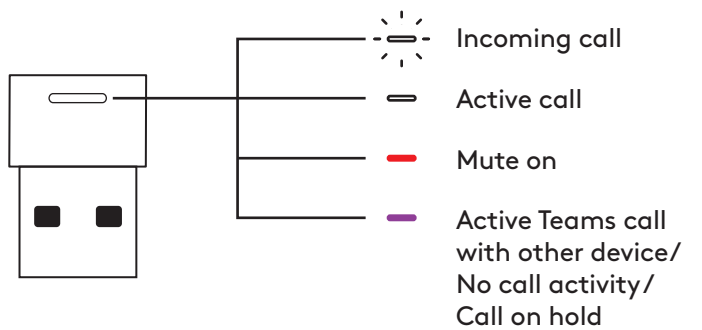 Incoming call
Active call
Mute on
Active Teams call
with other device/
No call activity/
Call on hold